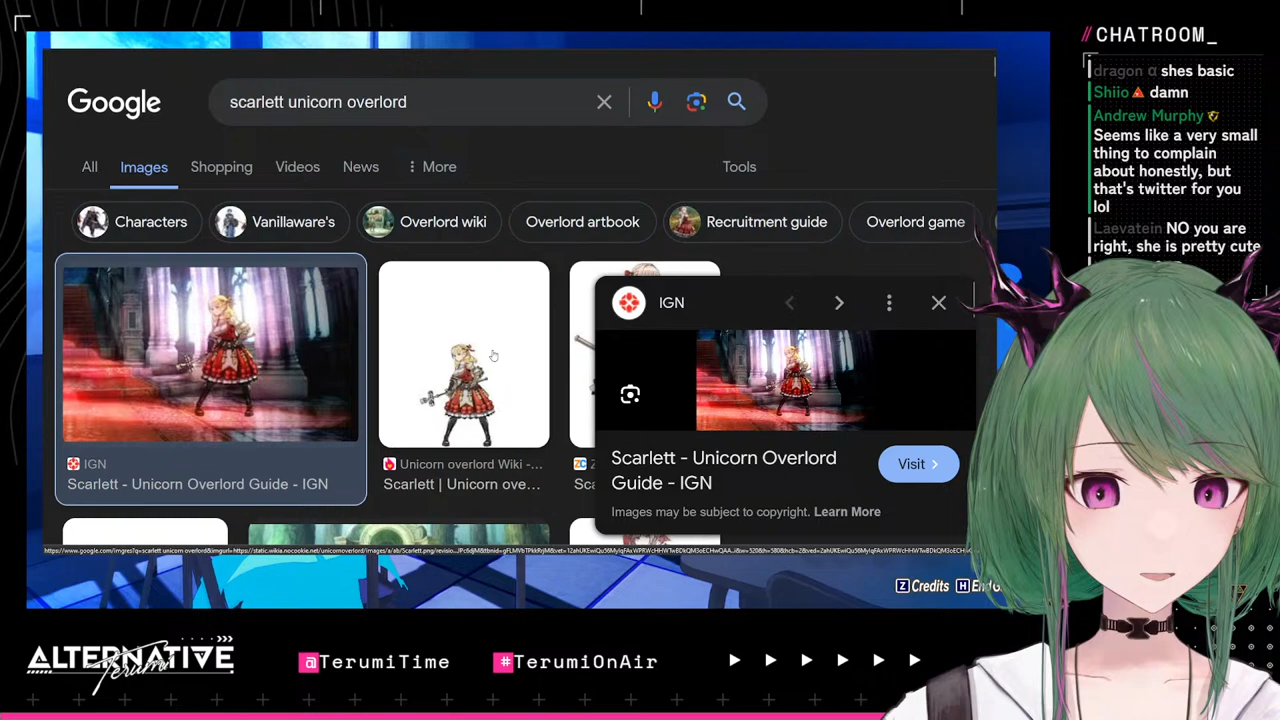 //CHATROOM_
dragon α shes basic
Shiio damn
Andrew Murphy
Seems like a very small
thing to complain
about honestly, but
that's twitter for you
lol
Laevatein NO you are
right, she is pretty cute
Google
scarlett unicorn overlord
All
Images
Shopping
Videos
News
More
Tools
Characters
Vanillaware's
Overlord wiki
Overlord artbook
Recruitment guide
Overlord game
IGN
Scarlett - Unicorn Overlord Guide - IGN
Unicorn overlord Wiki -...
Scarlett | Unicorn ove...
ZC
IGN
Scarlett - Unicorn Overlord
Guide - IGN
Visit
Images may be subject to copyright. Learn More
Z Credits H End
ALTERNATIVE
Terumi
@TerumiTime
#TerumiOnAir